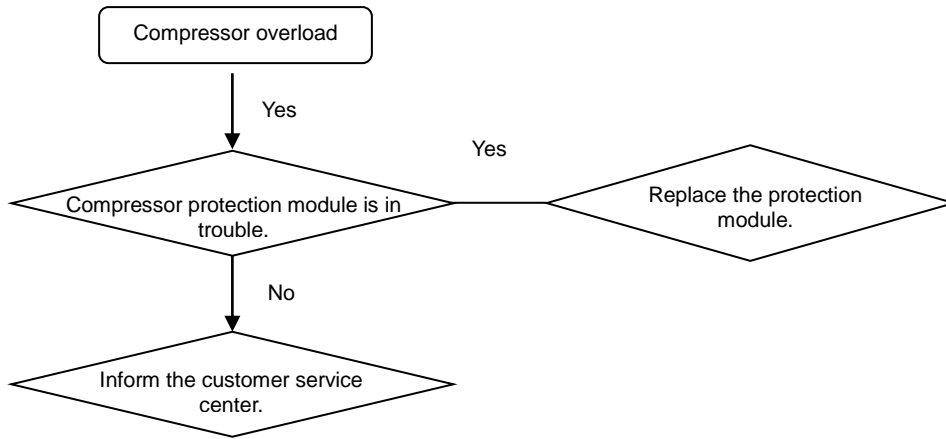 Compressor overload
Yes
Yes
Compressor protection module is in
trouble.
Replace the protection
module.
No
Inform the customer service
center.